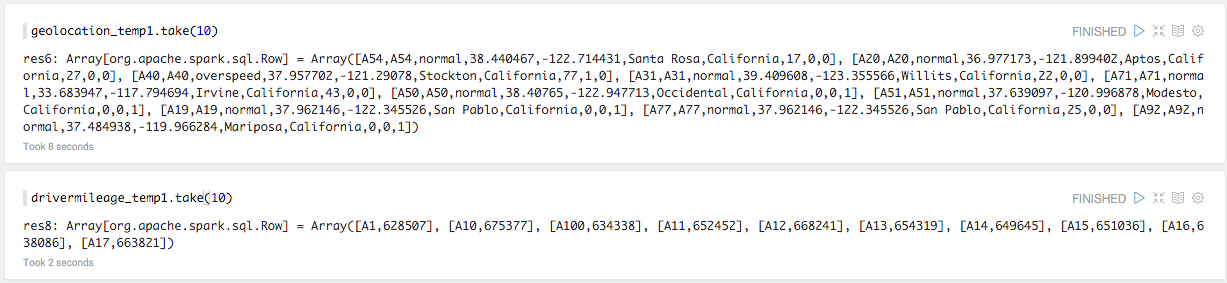 geolocation_temp1.take(10)
FINISHED
res6: Array[org.apache.spark.sql.Row] = Array([A54,A54,normal,38.440467,-122.714431,Santa Rosa,California,17,0,0], [A20,A20,normal,36.977173,-121.899402,Aptos,Calif
ornia,27,0,0], [A40,A40,overspeed,37.957702,-121.29078,Stockton,California,77,1,0], [A31,A31,normal,39.409608,-123.355566,Willits,California,22,0,0], [A71,A71,norma
l,33.683947,-117.794694,Irvine,California,43,0,0], [A50,A50,normal,38.40765,-122.947713,Occidental,California,0,0,1], [A51,A51,normal,37.639097,-120.996878,Modesto,
California,0,0,1], [A19,A19,normal,37.962146,-122.345526,San Pablo,California,0,0,1], [A77,A77,normal,37.962146,-122.345526,San Pablo,California,25,0,0], [A92,A92,n
ormal,37.484938,-119.966284,Mariposa,California,0,0,1])
Took 8 seconds
drivermileage_temp1.take(10)
FINISHED
res8: Array[org.apache.spark.sql.Row] = Array([A1,628507], [A10,675377], [A100,634338], [A11,652452], [A12,668241], [A13,654319], [A14,649645], [A15,651036], [A16,6
38086], [A17,663821])
Took 2 seconds